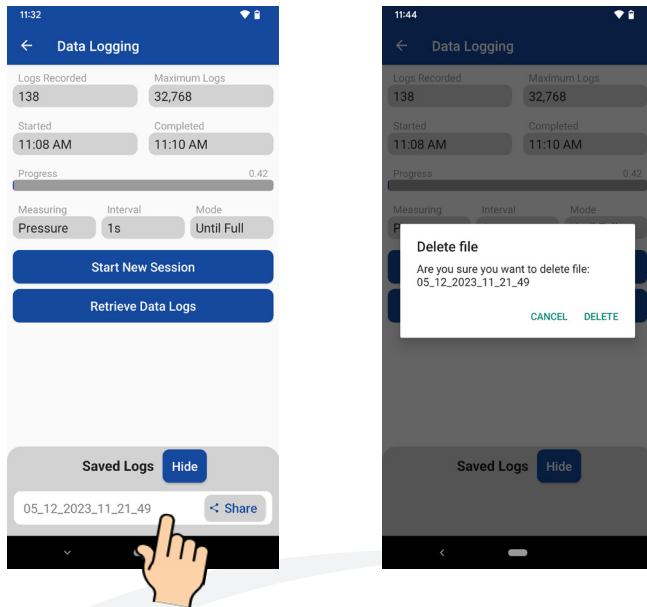 11:32
Data Logging
Logs Recorded Maximum Logs
138 32,768
Started Completed
11:08 AM 11:10 AM
Progress 0.42
Measuring Interval Mode
Pressure 1s Until Full
Start New Session
Retrieve Data Logs
Saved Logs Hide
05_12_2023_11_21_49 Share
11:44
Data Logging
Logs Recorded Maximum Logs
138 32,768
Started Completed
11:08 AM 11:10 AM
Progress 0.42
Measuring Interval Mode
Delete file
Are you sure you want to delete file:
05_12_2023_11_21_49
CANCEL DELETE
Saved Logs Hide